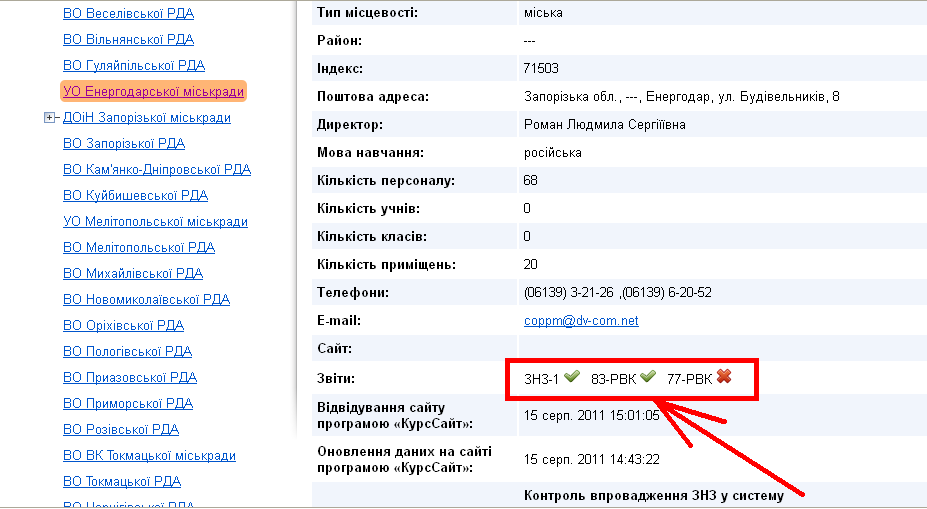 ВО Веселівської РДА
ВО Вільнянської РДА
ВО Гуляйпільської РДА
УО Енергодарської міськради
ДОіН Запорізької міськради
ВО Запорізької РДА
ВО Кам'янко-Дніпровської РДА
ВО Куйбишевської РДА
УО Мелітопольської міськради
ВО Мелітопольської РДА
ВО Михайлівської РДА
ВО Новомиколаївської РДА
ВО Оріхівської РДА
ВО Пологівської РДА
ВО Приазовської РДА
ВО Приморської РДА
ВО Розівської РДА
ВО ВК Токмацької міськради
ВО Токмацької РДА
ВО Чернігівської РДА
Тип місцевості: міська
Район: ---
Індекс: 71503
Поштова адреса: Запорізька обл., ---, Енергодар, ул. Будівельників, 8
Директор: Роман Людмила Сергіївна
Мова навчання: російська
Кількість персоналу: 68
Кількість учнів: 0
Кількість класів: 0
Кількість приміщень: 20
Телефони: (06139) 3-21-26 ,(06139) 6-20-52
E-mail: coppm@dv-com.net
Сайт:
Звіти: ЗНЗ-1 83-РВК 77-РВК
Відвідування сайту
програмою «КурсСайт»: 15 серп. 2011 15:01:05
Оновлення даних на сайті
програмою «КурсСайт»: 15 серп. 2011 14:43:22
Контроль впровадження ЗНЗ у систему